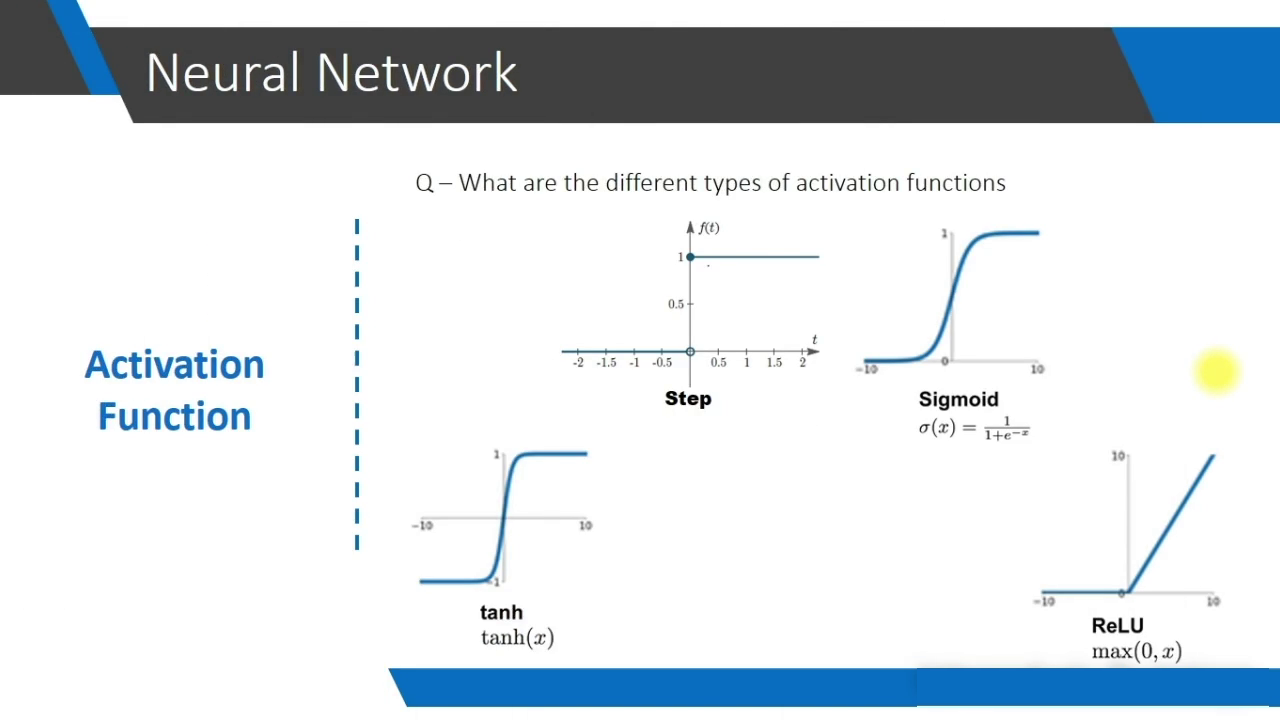 Neural Network
Q – What are the different types of activation functions
Activation
Function
f(t)
1
0.5
t
-2 -1.5 -1 -0.5 0.5 1 1.5 2
Step
1
0
−10 10
Sigmoid
σ(x) = 1/(1+e^−x)
1
−10 10
−1
tanh
tanh(x)
10
0
−10 10
ReLU
max(0, x)